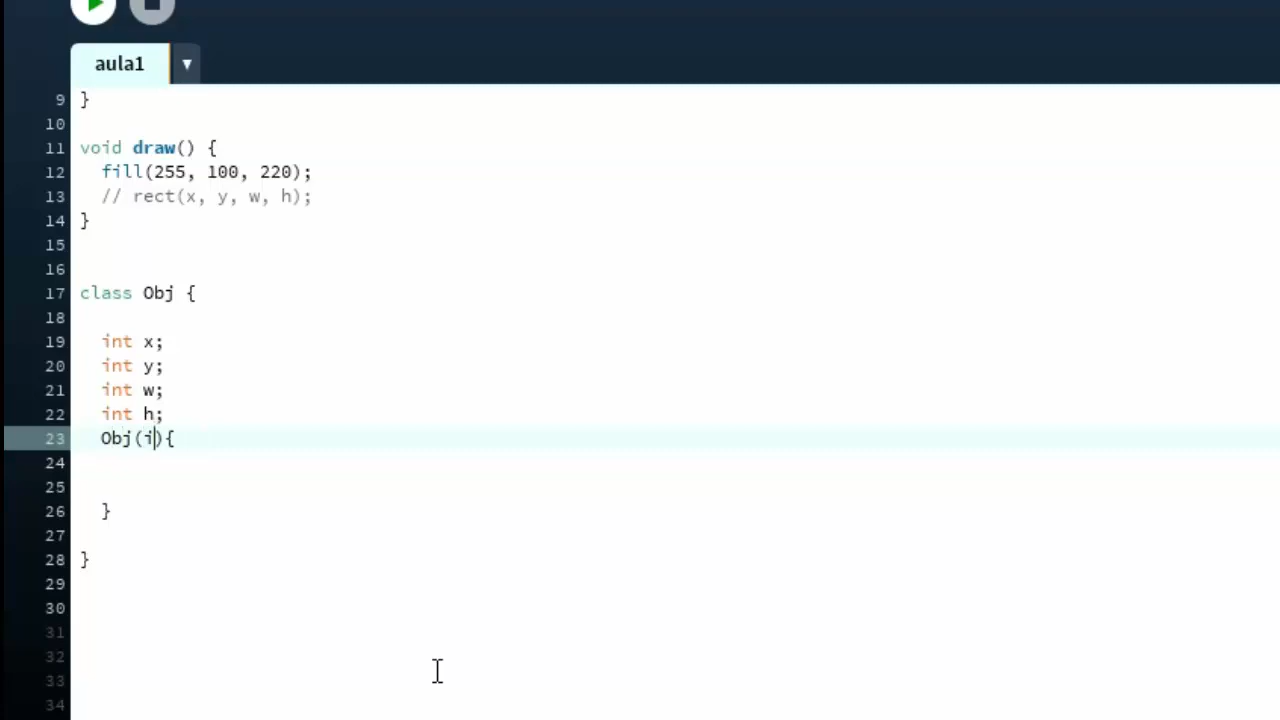 aula1
9 }
10
11 void draw() {
12 fill(255, 100, 220);
13 // rect(x, y, w, h);
14 }
15
16
17 class Obj {
18
19 int x;
20 int y;
21 int w;
22 int h;
23 Obj(i){
24
25
26 }
27
28 }
29
30
31
32
33
34